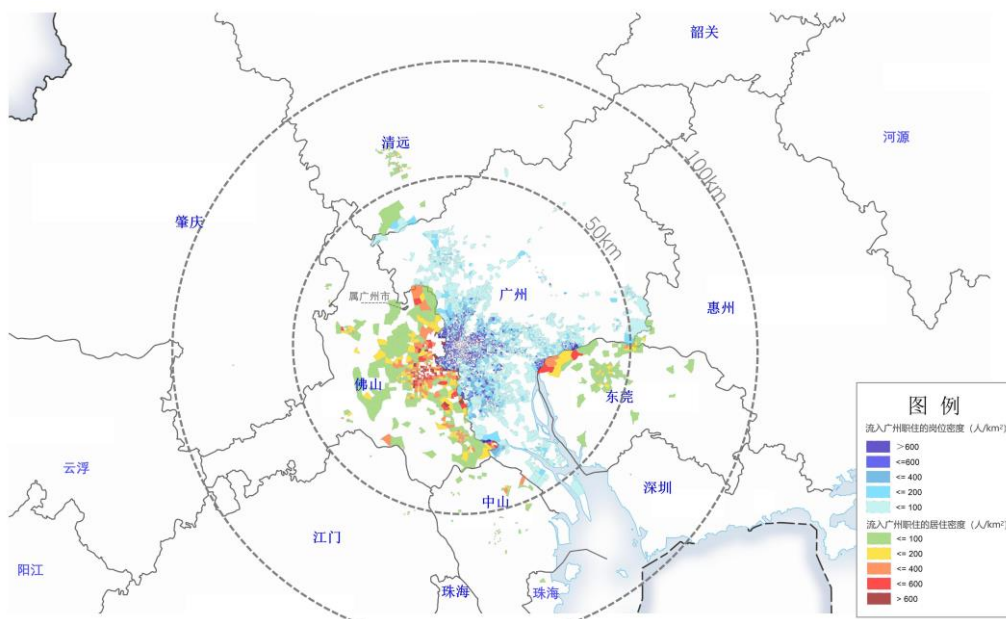 韶关
清远
河源
100km
肇庆
50km
广州
属广州市
惠州
佛山
东莞
云浮
中山
深圳
江门
阳江
珠海
珠海
图 例
流入广州职住的岗位密度（人/km²）
＞600
<=600
<= 400
<= 200
<= 100
流入广州职住的居住密度（人/km²）
<= 100
<= 200
<= 400
<= 600
> 600